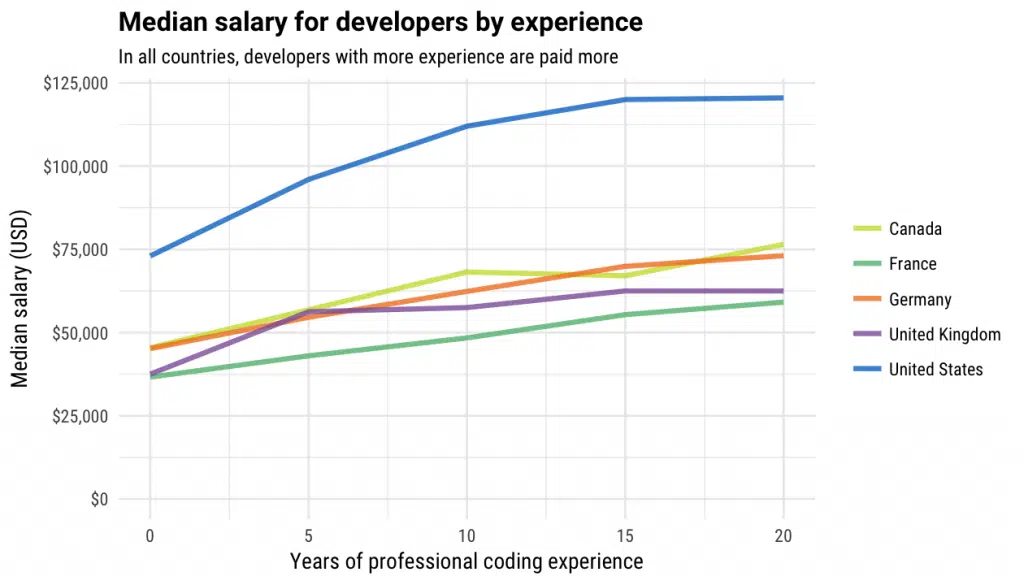 Median salary for developers by experience
In all countries, developers with more experience are paid more
Median salary (USD)
$125,000
$100,000
$75,000
$50,000
$25,000
$0
0 5 10 15 20
Years of professional coding experience
Canada
France
Germany
United Kingdom
United States